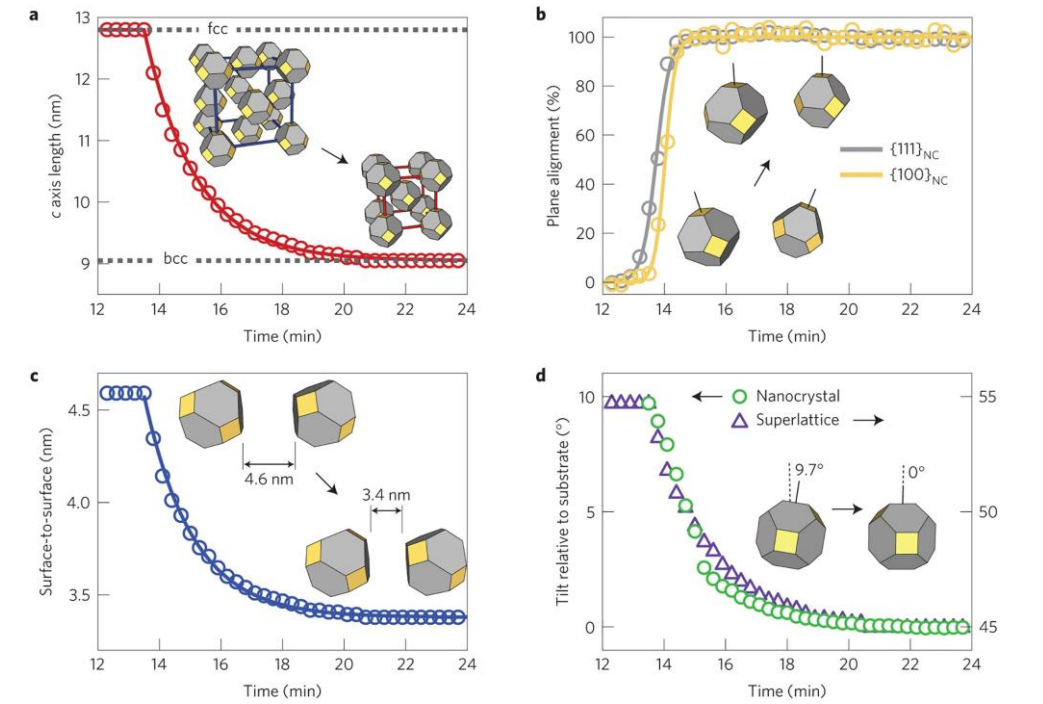 a
13
12
11
10
9
c axis length (nm)
fcc
bcc
12 14 16 18 20 22 24
Time (min)
b
100
80
60
40
20
0
Plane alignment (%)
{111}NC
{100}NC
12 14 16 18 20 22 24
Time (min)
c
4.5
4.0
3.5
Surface-to-surface (nm)
4.6 nm
3.4 nm
12 14 16 18 20 22 24
Time (min)
d
10
5
0
Tilt relative to substrate (°)
Nanocrystal
Superlattice
9.7°
0°
55
50
45
12 14 16 18 20 22 24
Time (min)